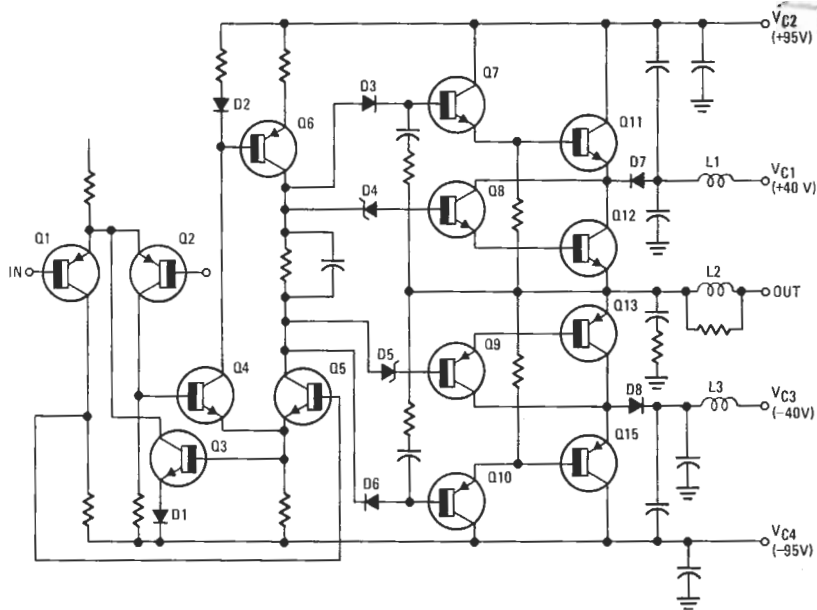 VC2
(+95V)
Q7
D3
D2
Q6
Q11
L1
VC1
(+40 V)
D7
D4
Q8
Q12
Q1
Q2
IN
L2
OUT
Q13
Q9
D5
Q4
Q5
D8
L3
VC3
(−40V)
Q3
Q15
D6
Q10
D1
VC4
(−95V)